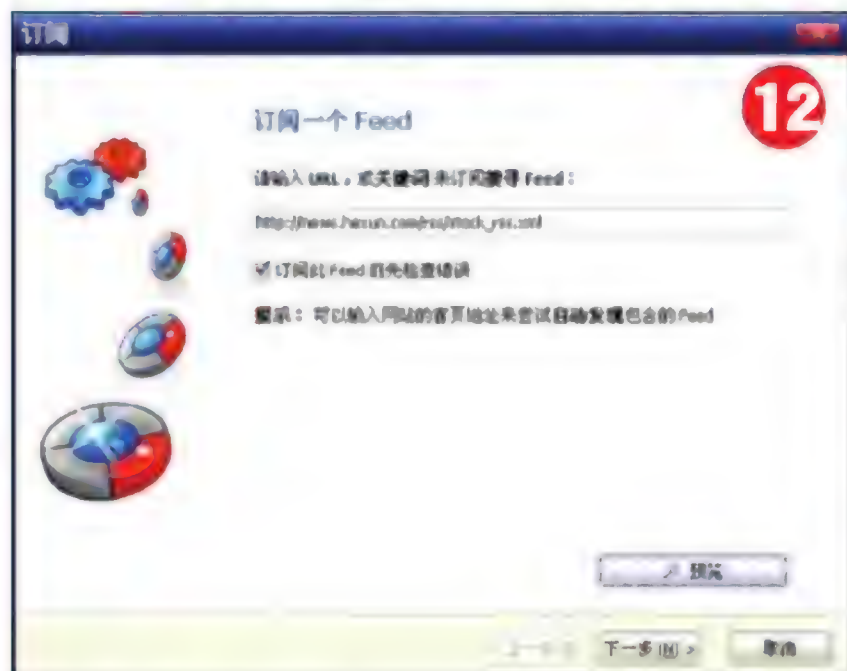 订阅
12
订阅一个 Feed
请输入 URL，或关键词来订阅搜寻 Feed：
http://news.hexun.com/rss/stock_rss.xml
订阅此 Feed 前先检查错误
提示：可以输入网站的首页地址来尝试自动发现包含的 Feed
预览
下一步(N) >
取消